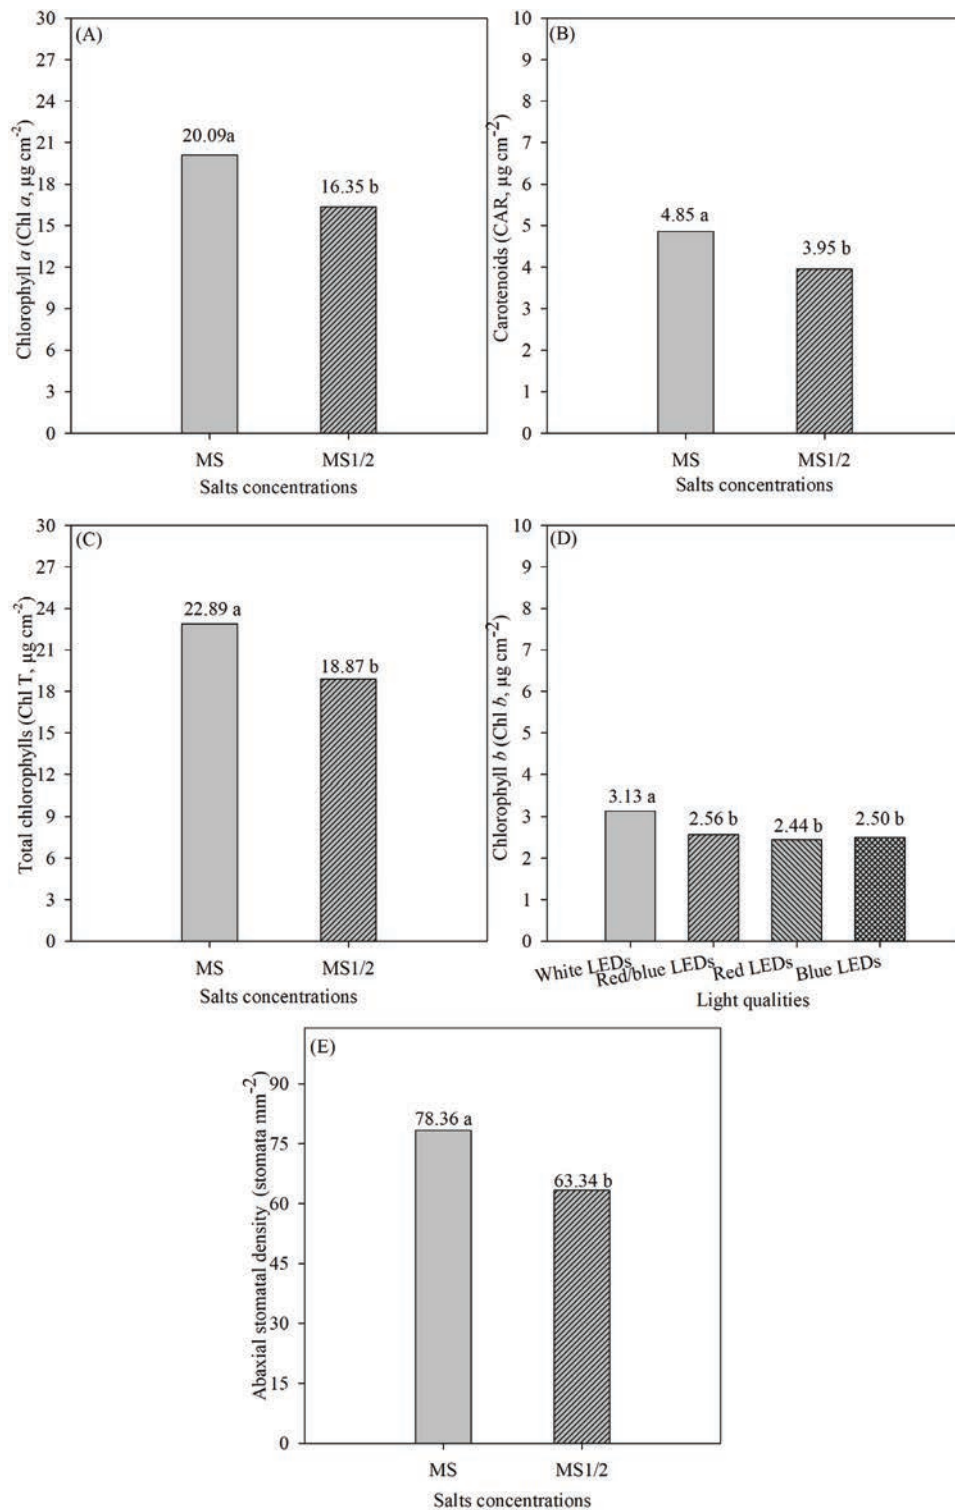 (A)
Chlorophyll a (Chl a, µg cm-2)
30
27
24
21
18
15
12
9
6
3
0
20.09a
16.35 b
MS MS1/2
Salts concentrations
(B)
Carotenoids (CAR, µg cm-2)
10
9
8
7
6
5
4
3
2
1
0
4.85 a
3.95 b
MS MS1/2
Salts concentrations
(C)
Total chlorophylls (Chl T, µg cm-2)
30
27
24
21
18
15
12
9
6
3
0
22.89 a
18.87 b
MS MS1/2
Salts concentrations
(D)
Chlorophyll b (Chl b, µg cm-2)
10
9
8
7
6
5
4
3
2
1
0
3.13 a
2.56 b
2.44 b
2.50 b
White LEDs Red/blue LEDs Red LEDs Blue LEDs
Light qualities
(E)
Abaxial stomatal density (stomata mm-2)
90
75
60
45
30
15
0
78.36 a
63.34 b
MS MS1/2
Salts concentrations